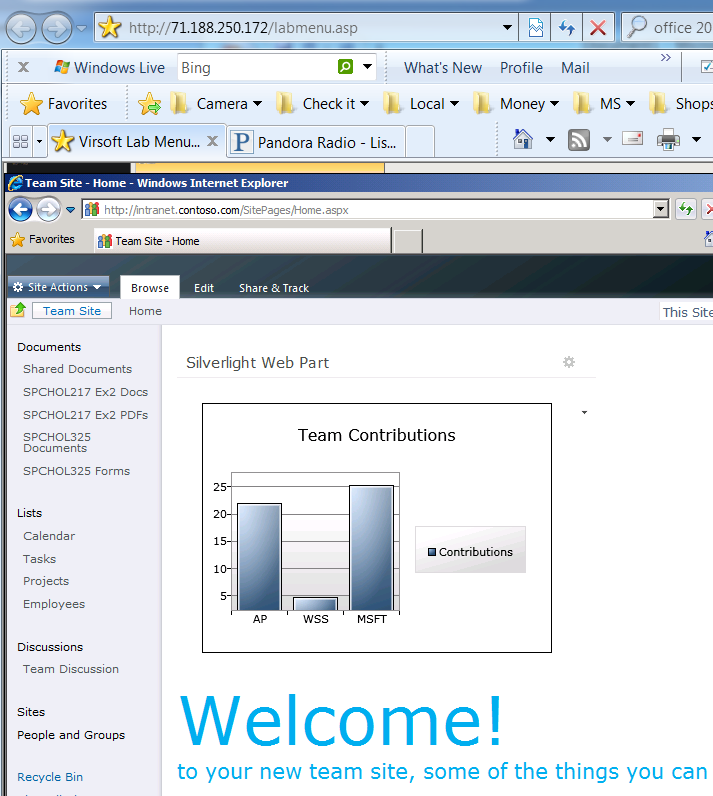 http://71.188.250.172/labmenu.asp office 20
Windows Live Bing What's New Profile Mail »
Favorites Camera Check it Local Money MS Shops
Virsoft Lab Menu... Pandora Radio - Lis...
Team Site - Home - Windows Internet Explorer
http://intranet.contoso.com/SitePages/Home.aspx
Favorites Team Site - Home
Site Actions Browse Edit Share & Track
Team Site Home This Site
Documents
Shared Documents
SPCHOL217 Ex2 Docs
SPCHOL217 Ex2 PDFs
SPCHOL325
Documents
SPCHOL325 Forms
Lists
Calendar
Tasks
Projects
Employees
Discussions
Team Discussion
Sites
People and Groups
Recycle Bin
Silverlight Web Part
Team Contributions
25
20
15
10
5
AP WSS MSFT
Contributions
Welcome!
to your new team site, some of the things you can